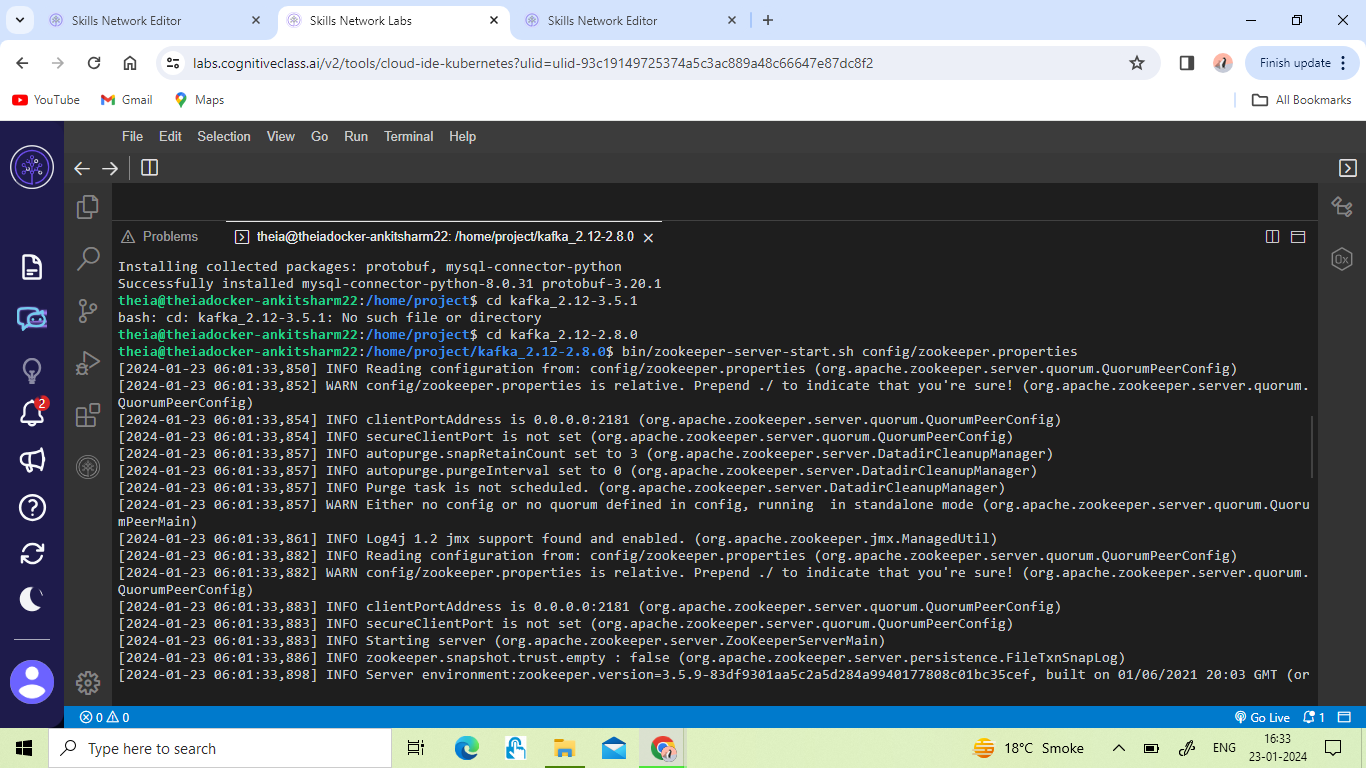 Skills Network Editor
Skills Network Labs
Skills Network Editor
labs.cognitiveclass.ai/v2/tools/cloud-ide-kubernetes?ulid=ulid-93c19149725374a5c3ac889a48c66647e87dc8f2
Finish update
YouTube
Gmail
Maps
All Bookmarks
File Edit Selection View Go Run Terminal Help
Problems
theia@theiadocker-ankitsharm22: /home/project/kafka_2.12-2.8.0
Installing collected packages: protobuf, mysql-connector-python
Successfully installed mysql-connector-python-8.0.31 protobuf-3.20.1
theia@theiadocker-ankitsharm22:/home/project$ cd kafka_2.12-3.5.1
bash: cd: kafka_2.12-3.5.1: No such file or directory
theia@theiadocker-ankitsharm22:/home/project$ cd kafka_2.12-2.8.0
theia@theiadocker-ankitsharm22:/home/project/kafka_2.12-2.8.0$ bin/zookeeper-server-start.sh config/zookeeper.properties
[2024-01-23 06:01:33,850] INFO Reading configuration from: config/zookeeper.properties (org.apache.zookeeper.server.quorum.QuorumPeerConfig)
[2024-01-23 06:01:33,852] WARN config/zookeeper.properties is relative. Prepend ./ to indicate that you're sure! (org.apache.zookeeper.server.quorum.
QuorumPeerConfig)
[2024-01-23 06:01:33,854] INFO clientPortAddress is 0.0.0.0:2181 (org.apache.zookeeper.server.quorum.QuorumPeerConfig)
[2024-01-23 06:01:33,854] INFO secureClientPort is not set (org.apache.zookeeper.server.quorum.QuorumPeerConfig)
[2024-01-23 06:01:33,857] INFO autopurge.snapRetainCount set to 3 (org.apache.zookeeper.server.DatadirCleanupManager)
[2024-01-23 06:01:33,857] INFO autopurge.purgeInterval set to 0 (org.apache.zookeeper.server.DatadirCleanupManager)
[2024-01-23 06:01:33,857] INFO Purge task is not scheduled. (org.apache.zookeeper.server.DatadirCleanupManager)
[2024-01-23 06:01:33,857] WARN Either no config or no quorum defined in config, running  in standalone mode (org.apache.zookeeper.server.quorum.Quoru
mPeerMain)
[2024-01-23 06:01:33,861] INFO Log4j 1.2 jmx support found and enabled. (org.apache.zookeeper.jmx.ManagedUtil)
[2024-01-23 06:01:33,882] INFO Reading configuration from: config/zookeeper.properties (org.apache.zookeeper.server.quorum.QuorumPeerConfig)
[2024-01-23 06:01:33,882] WARN config/zookeeper.properties is relative. Prepend ./ to indicate that you're sure! (org.apache.zookeeper.server.quorum.
QuorumPeerConfig)
[2024-01-23 06:01:33,883] INFO clientPortAddress is 0.0.0.0:2181 (org.apache.zookeeper.server.quorum.QuorumPeerConfig)
[2024-01-23 06:01:33,883] INFO secureClientPort is not set (org.apache.zookeeper.server.quorum.QuorumPeerConfig)
[2024-01-23 06:01:33,883] INFO Starting server (org.apache.zookeeper.server.ZooKeeperServerMain)
[2024-01-23 06:01:33,886] INFO zookeeper.snapshot.trust.empty : false (org.apache.zookeeper.server.persistence.FileTxnSnapLog)
[2024-01-23 06:01:33,898] INFO Server environment:zookeeper.version=3.5.9-83df9301aa5c2a5d284a9940177808c01bc35cef, built on 01/06/2021 20:03 GMT (or
2
0x
0 0
Go Live
1
Type here to search
18°C Smoke
ENG
16:33
23-01-2024